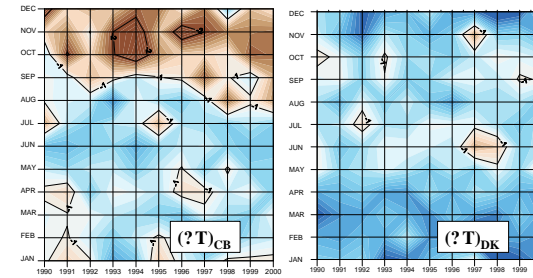 DEC
NOV
OCT
SEP
AUG
JUL
JUN
MAY
APR
MAR
FEB
JAN
1990 1991 1992 1993 1994 1995 1996 1997 1998 1999 2000
(?T)CB
DEC
NOV
OCT
SEP
AUG
JUL
JUN
MAY
APR
MAR
FEB
JAN
1990 1991 1992 1993 1994 1995 1996 1997 1998 1999
(?T)DK